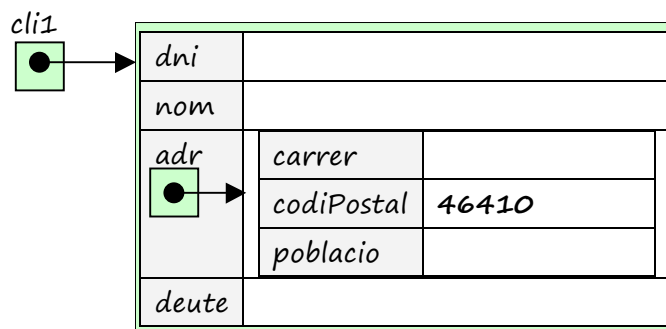 cli1
dni
nom
adr
carrer
codiPostal 46410
poblacio
deute